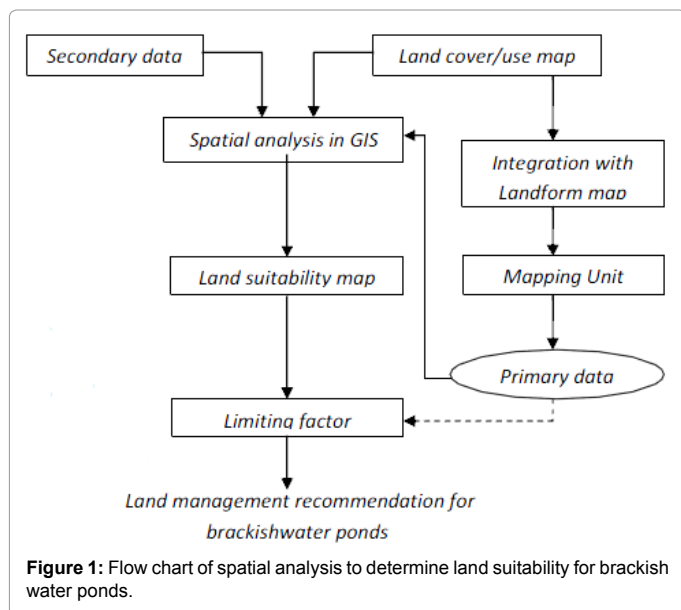 Secondary data
Land cover/use map
Spatial analysis in GIS
Integration with
Landform map
Land suitability map
Mapping Unit
Primary data
Limiting factor
Land management recommendation for
brackishwater ponds
Figure 1: Flow chart of spatial analysis to determine land suitability for brackish
water ponds.